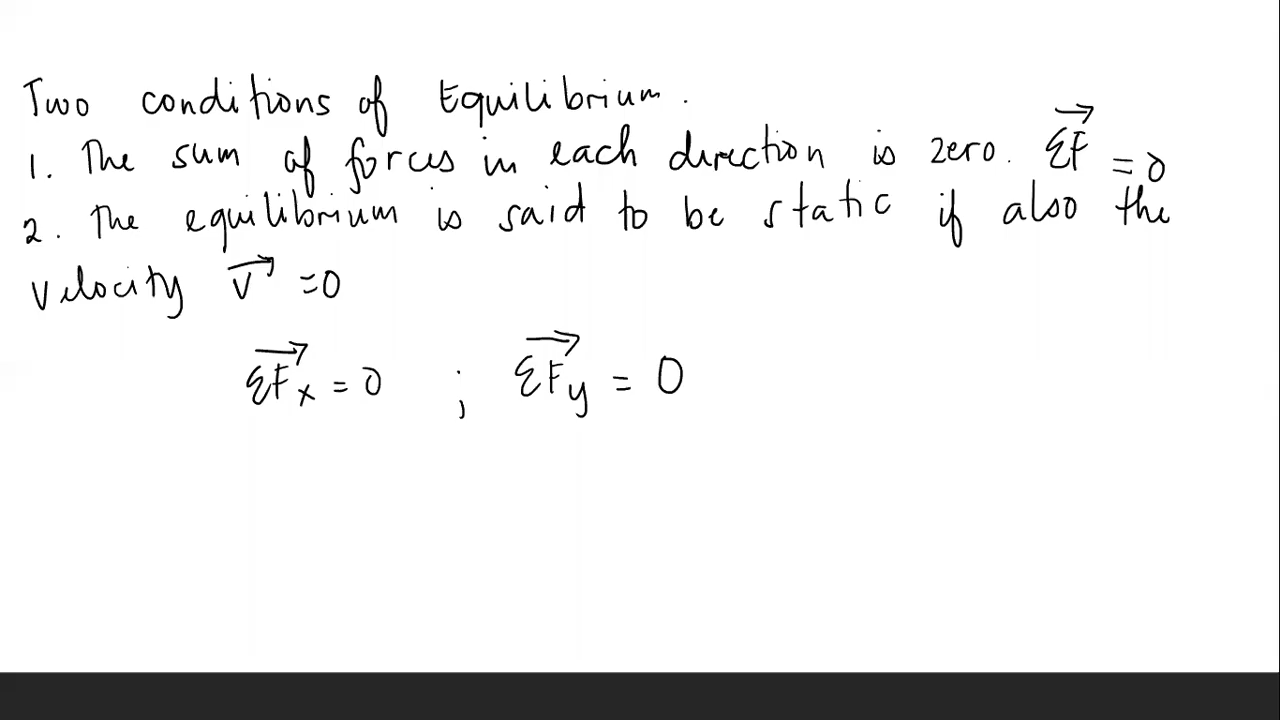 Two conditions of Equilibrium.
1. The sum of forces in each direction is zero. ΣF⃗ = 0
2. The equilibrium is said to be static if also the
velocity v⃗ = 0
ΣF⃗x = 0 ; ΣF⃗y = 0